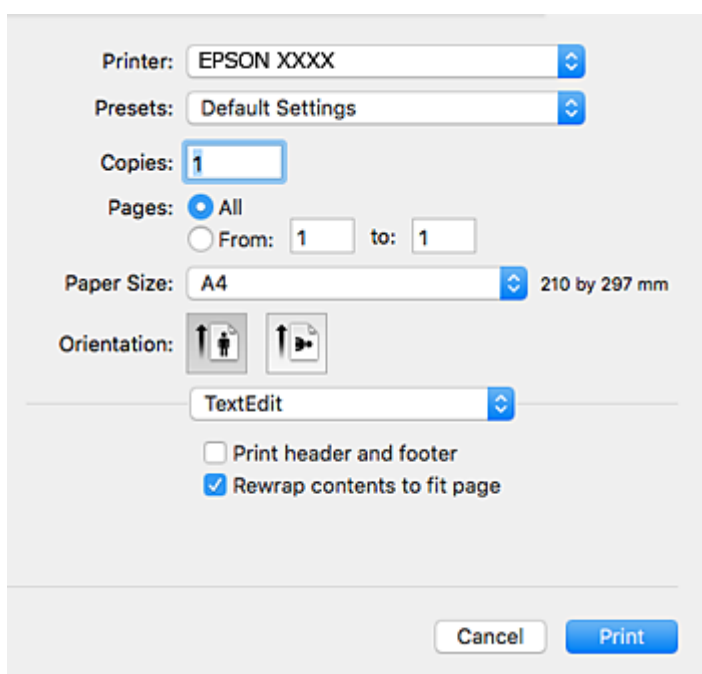 Printer: EPSON XXXX
Presets: Default Settings
Copies: 1
Pages: All
From: 1 to: 1
Paper Size: A4 210 by 297 mm
Orientation:
TextEdit
Print header and footer
Rewrap contents to fit page
Cancel Print